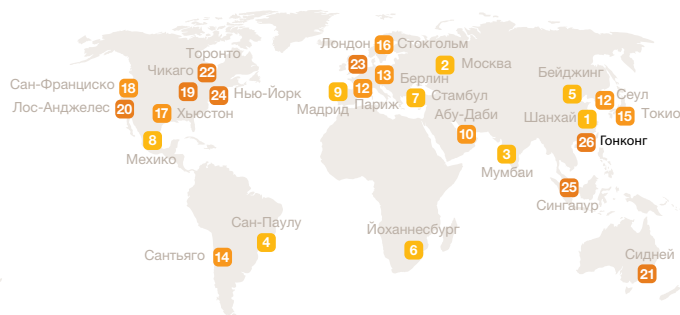 Лондон
16
Стокгольм
Торонто
23
2
Москва
Чикаго
22
13
Берлин
Бейджинг
Сан-Франциско
18
19
24
Нью-Йорк
9
12
7
Стамбул
5
12
Сеул
Лос-Анджелес
20
17
Хьюстон
Мадрид
Париж
Абу-Даби
Шанхай
1
15
Токио
8
10
26
Гонконг
Мехико
3
Мумбаи
25
Сингапур
Сан-Паулу
4
Йоханнесбург
6
Сантьяго
14
Сидней
21